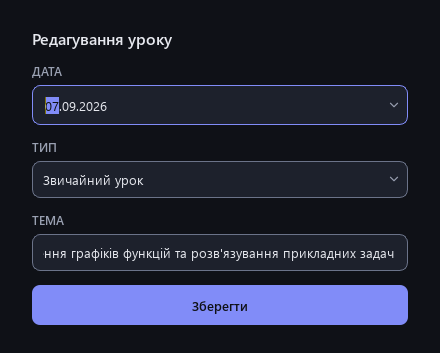 Редагування уроку
ДАТА
07.09.2026
ТИП
Звичайний урок
ТЕМА
ння графіків функцій та розв'язування прикладних задач
Зберегти